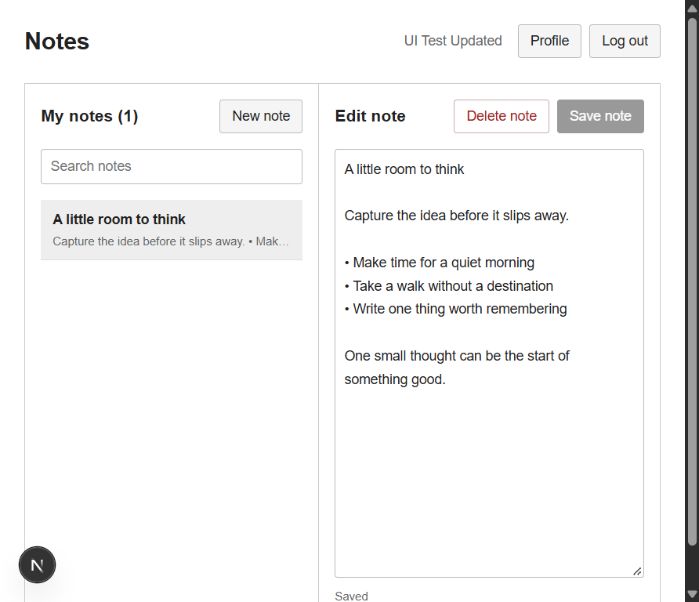 Notes
UI Test Updated
Profile
Log out
My notes (1)
New note
Search notes
A little room to think
Capture the idea before it slips away. • Mak…
Edit note
Delete note
Save note
A little room to think
Capture the idea before it slips away.
• Make time for a quiet morning
• Take a walk without a destination
• Write one thing worth remembering
One small thought can be the start of
something good.
Saved
N